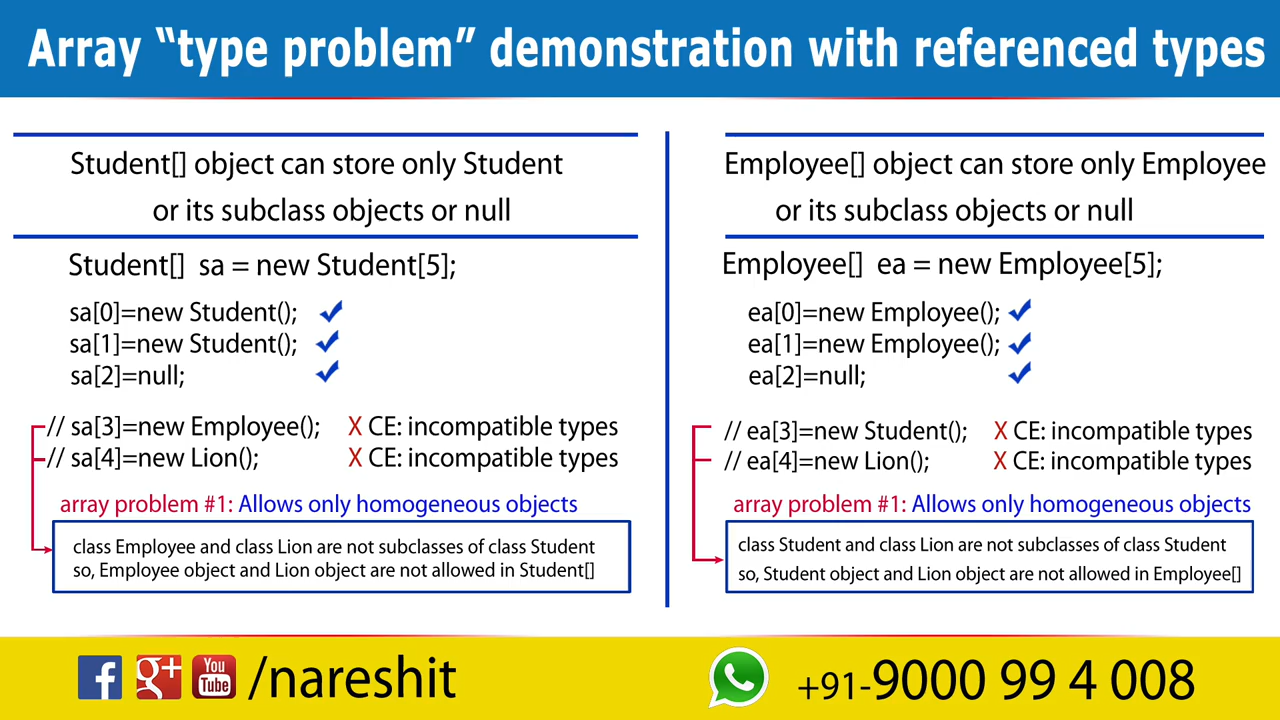 Array “type problem” demonstration with referenced types
Student[] object can store only Student
or its subclass objects or null
Student[] sa = new Student[5];
sa[0]=new Student();
sa[1]=new Student();
sa[2]=null;
// sa[3]=new Employee(); X CE: incompatible types
// sa[4]=new Lion(); X CE: incompatible types
array problem #1: Allows only homogeneous objects
class Employee and class Lion are not subclasses of class Student
so, Employee object and Lion object are not allowed in Student[]
Employee[] object can store only Employee
or its subclass objects or null
Employee[] ea = new Employee[5];
ea[0]=new Employee();
ea[1]=new Employee();
ea[2]=null;
// ea[3]=new Student(); X CE: incompatible types
// ea[4]=new Lion(); X CE: incompatible types
array problem #1: Allows only homogeneous objects
class Student and class Lion are not subclasses of class Student
so, Student object and Lion object are not allowed in Employee[]
f g+ You Tube /nareshit
+91-9000 99 4 008